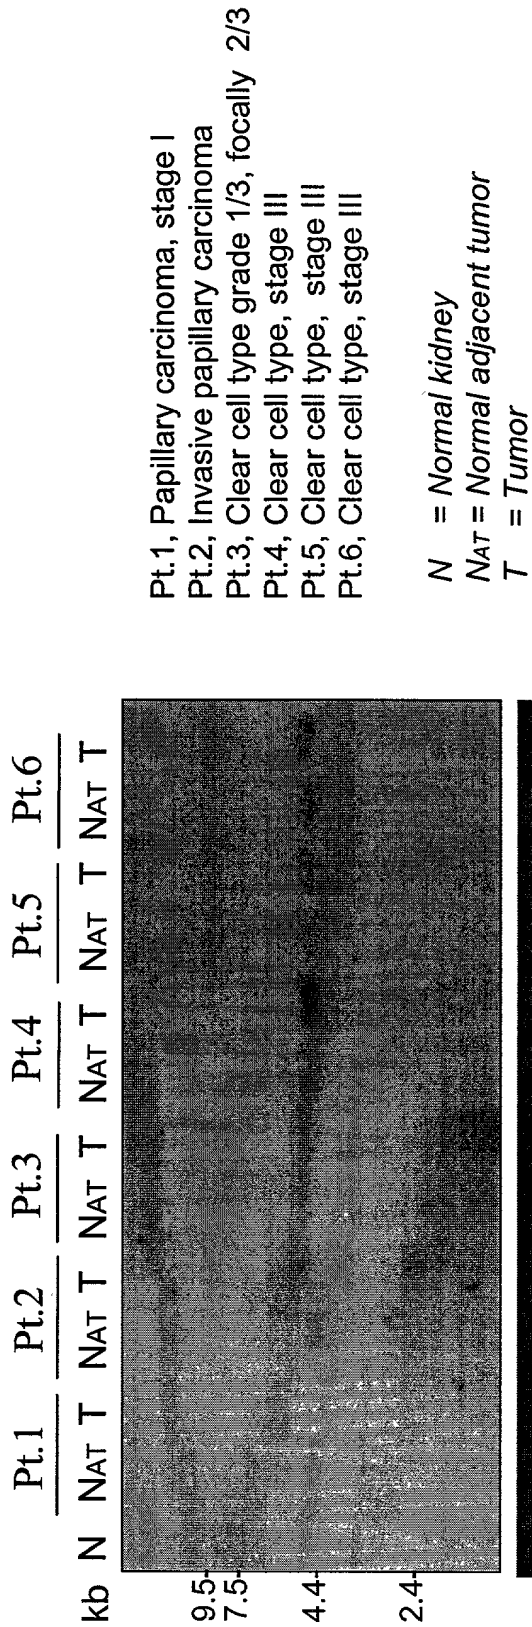 Pt.1 Pt.2 Pt.3 Pt.4 Pt.5 Pt.6
kb N NAT T NAT T NAT T NAT T NAT T NAT T
9.5-
7.5-
4.4-
2.4-
Pt.1, Papillary carcinoma, stage I
Pt.2, Invasive papillary carcinoma
Pt.3, Clear cell type grade 1/3, focally 2/3
Pt.4, Clear cell type, stage III
Pt.5, Clear cell type, stage III
Pt.6, Clear cell type, stage III
N = Normal kidney
NAT = Normal adjacent tumor
T = Tumor